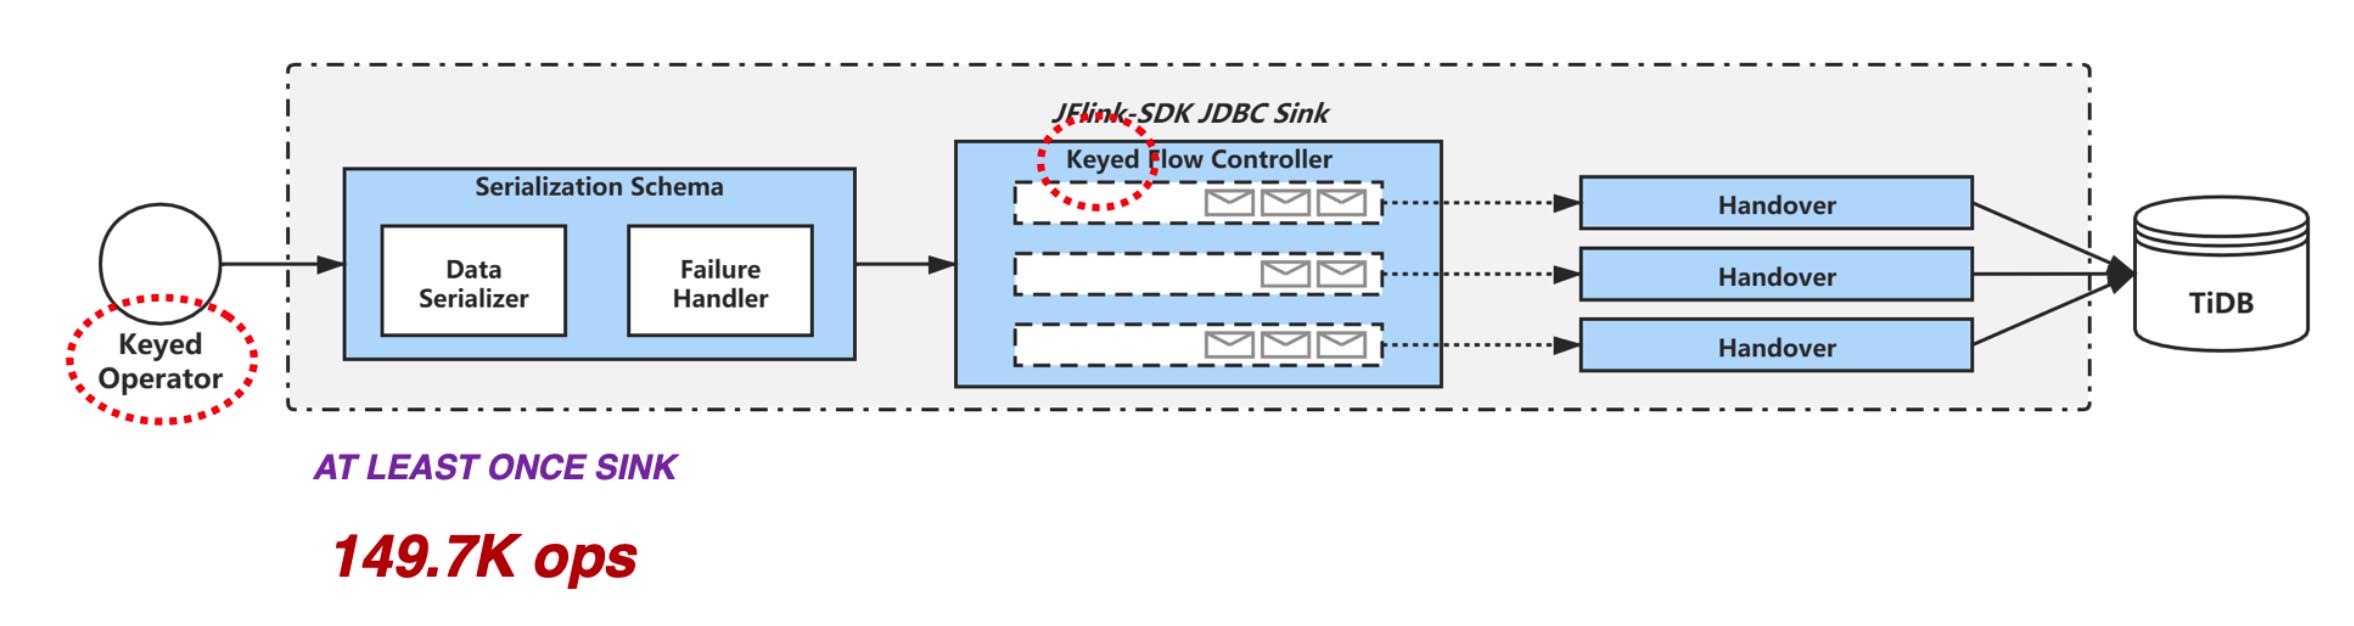 JFlink-SDK JDBC Sink
Keyed Flow Controller
Serialization Schema
Data
Serializer
Failure
Handler
Handover
Handover
Handover
TiDB
Keyed
Operator
AT LEAST ONCE SINK
149.7K ops